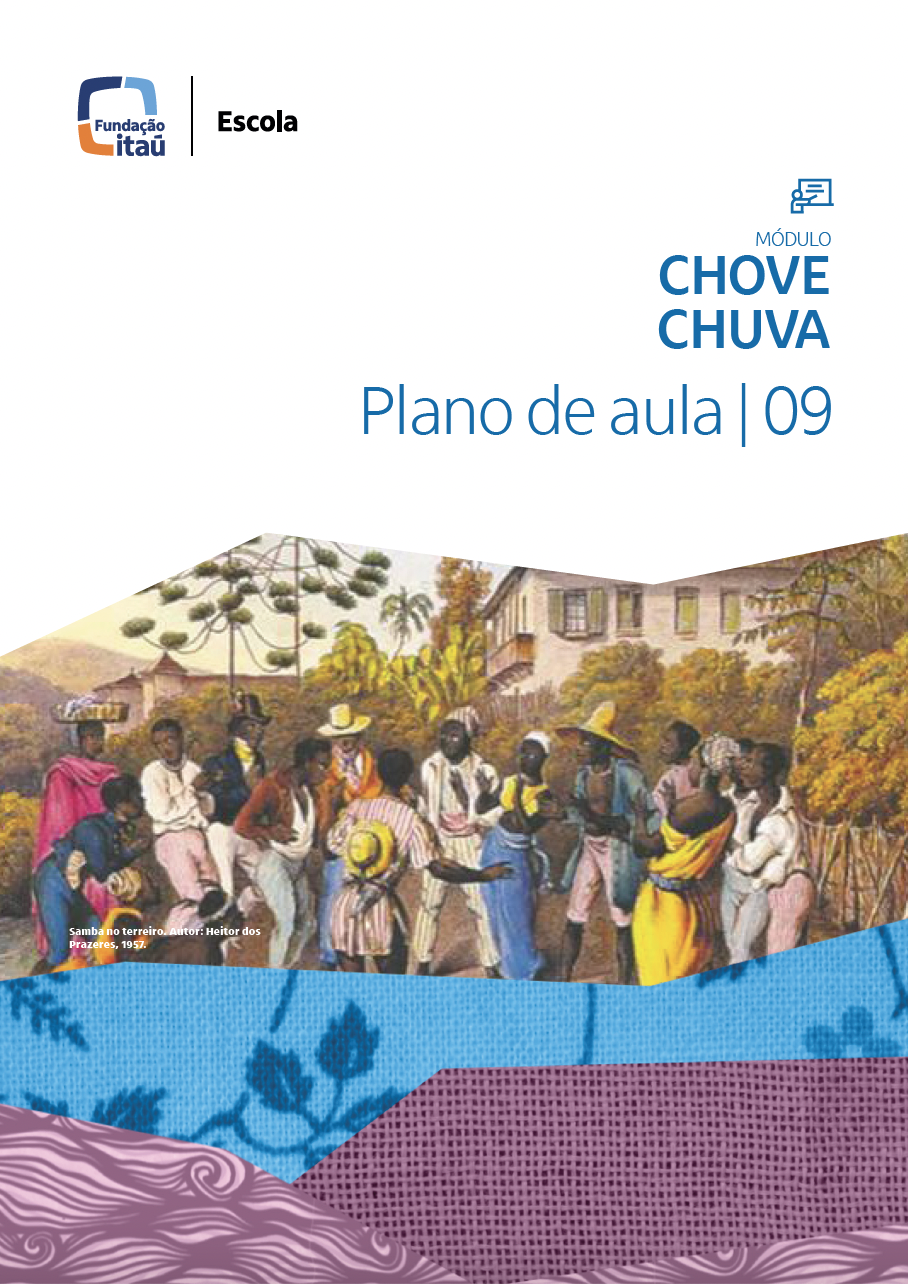 Fundação
itaú
Escola
MÓDULO
CHOVE
CHUVA
Plano de aula | 09
Samba no terreiro. Autor: Heitor dos
Prazeres, 1957.